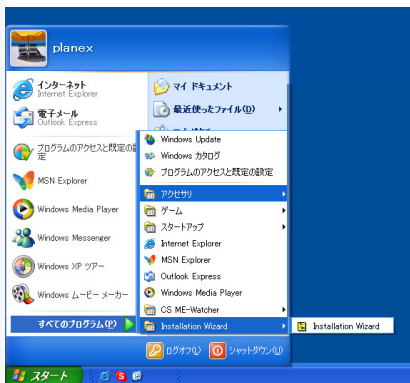 planex
インターネット
Internet Explorer
電子メール
Outlook Express
プログラムのアクセスと既定の
定
MSN Explorer
Windows Media Player
Windows Messenger
Windows XP ツアー
Windows ムービー メーカー
すべてのプログラム(P)
マイ ドキュメント
最近使ったファイル(D)
Windows Update
Windows カタログ
プログラムのアクセスと既定の設定
アクセサリ
ゲーム
スタートアップ
Internet Explorer
MSN Explorer
Outlook Express
Windows Media Player
CS ME-Watcher
Installation Wizard
Installation Wizard
ログオフ(L)
シャットダウン(U)
スタート